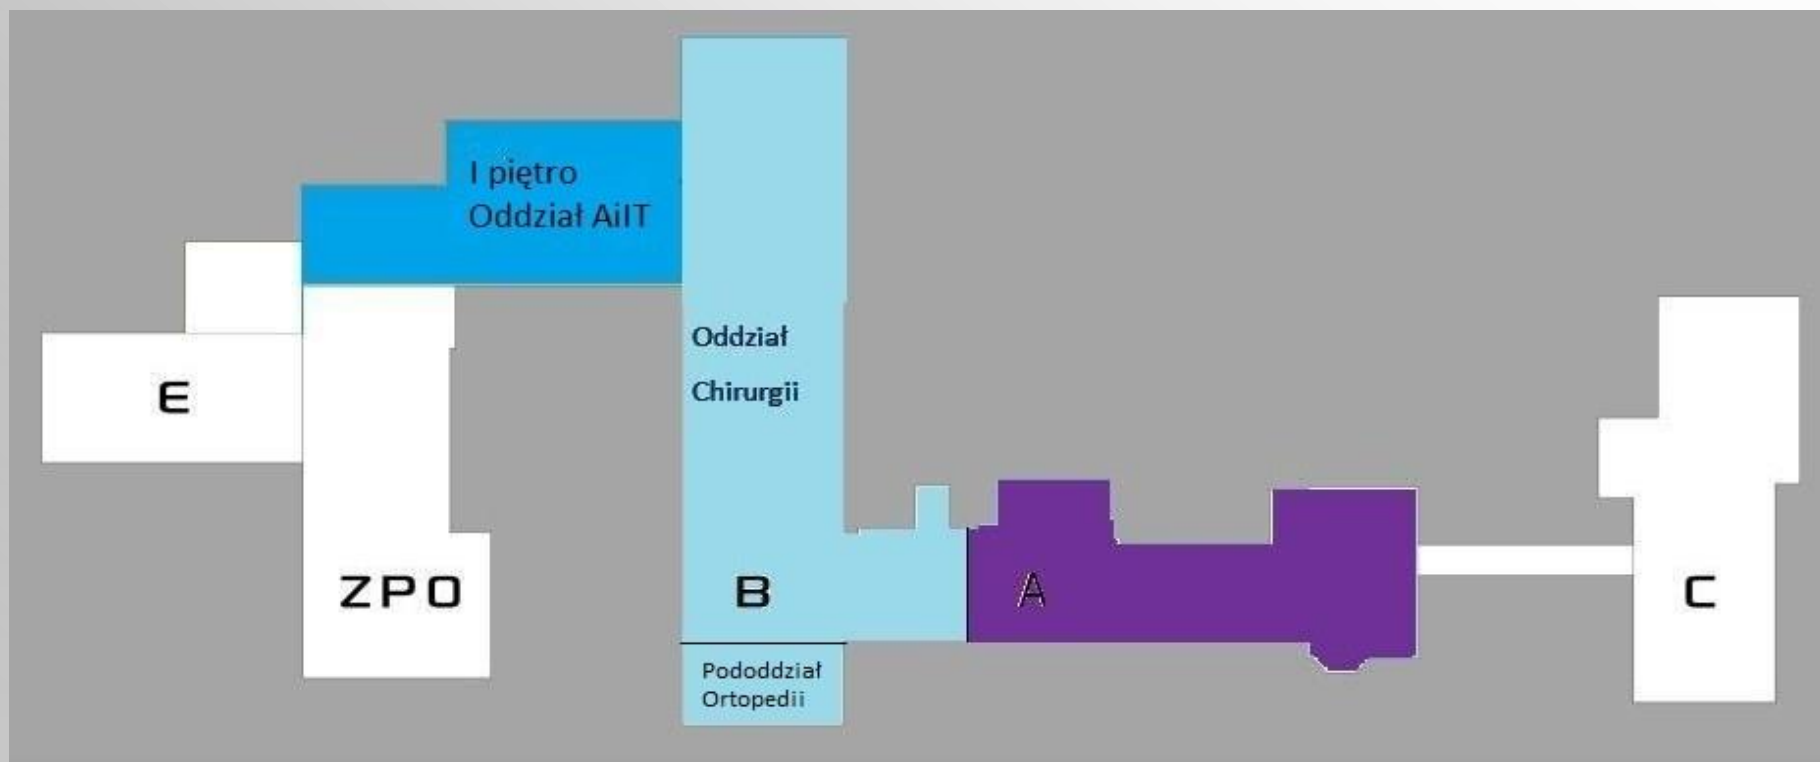 I piętro
Oddział AiIT
Oddział
Chirurgii
E
ZPO
B
A
C
Pododdział
Ortopedii